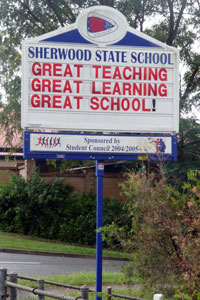 SHERWOOD STATE SCHOOL
GREAT TEACHING
GREAT LEARNING
GREAT SCHOOL!
Sponsored by
Student Council 2004/2005